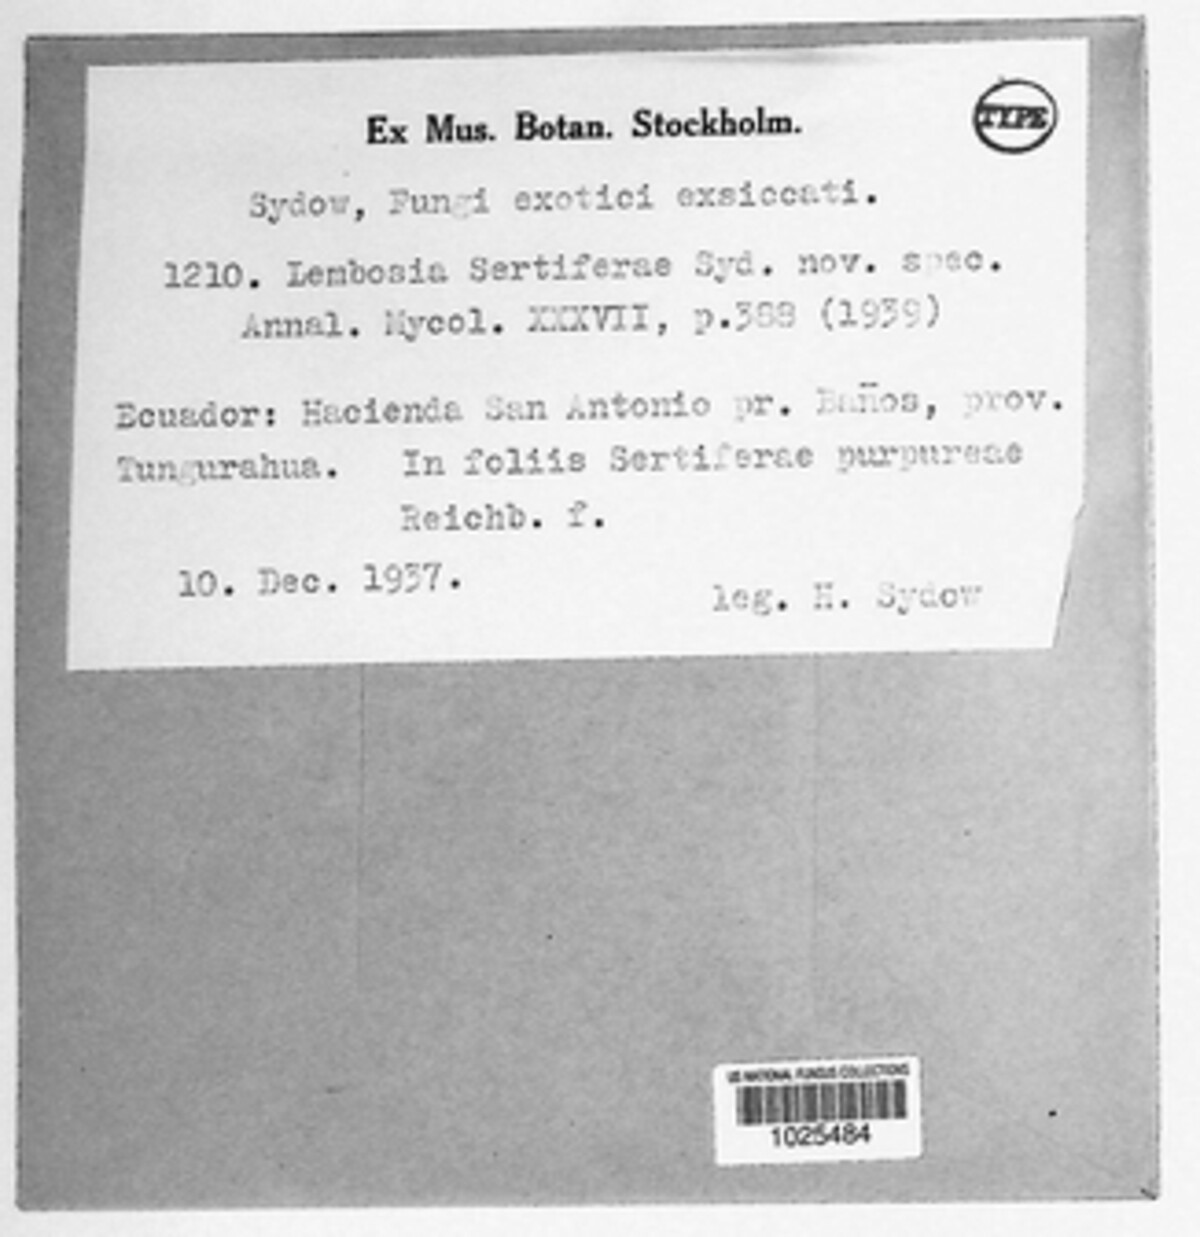 Ex Mus. Botan. Stockholm.
TYPE
Sydow, Fungi exotici exsiccati.
1210. Lembosia Sertiferae Syd. nov. spec.
Annal. Mycol. XXXVII, p.388 (1939)
Ecuador: Hacienda San Antonio pr. Baños, prov.
Tungurahua. In foliis Sertiferae purpureae
Reichb. f.
10. Dec. 1937.
leg. H. Sydow
US NATIONAL FUNGUS COLLECTIONS
1025484